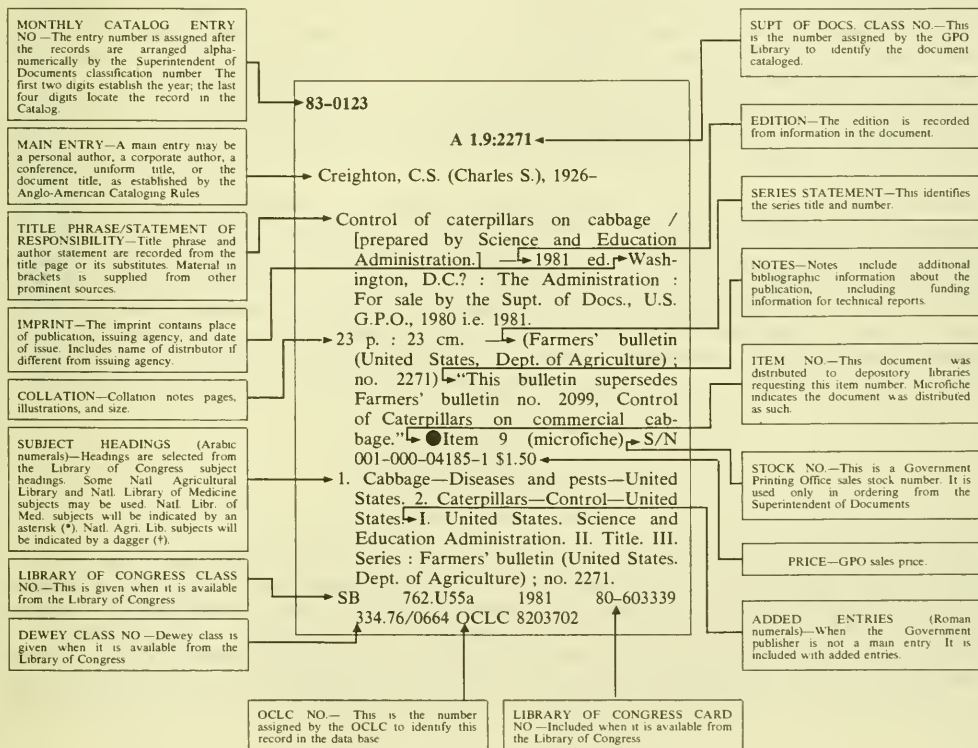 MONTHLY CATALOG ENTRY
NO —The entry number is assigned after
the records are arranged alpha-
numerically by the Superintendent of
Documents classification number The
first two digits establish the year; the last
four digits locate the record in the
Catalog.
MAIN ENTRY—A main entry may be
a personal author, a corporate author, a
conference, uniform title, or the
document title, as established by the
Anglo-American Cataloging Rules
TITLE PHRASE/STATEMENT OF
RESPONSIBILITY—Title phrase and
author statement are recorded from the
title page or its substitutes. Material in
brackets is supplied from other
prominent sources.
IMPRINT—The imprint contains place
of publication, issuing agency, and date
of issue. Includes name of distributor if
different from issuing agency.
COLLATION—Collation notes pages,
illustrations, and size.
SUBJECT HEADINGS (Arabic
numerals)—Headings are selected from
the Library of Congress subject
headings. Some Natl Agricultural
Library and Natl. Library of Medicine
subjects may be used. Natl. Libr. of
Med. subjects will be indicated by an
asterisk (*). Natl. Agri. Lib. subjects will
be indicated by a dagger (†).
LIBRARY OF CONGRESS CLASS
NO.—This is given when it is available
from the Library of Congress
DEWEY CLASS NO —Dewey class is
given when it is available from the
Library of Congress
83-0123
A 1.9:2271
Creighton, C.S. (Charles S.), 1926–
Control of caterpillars on cabbage /
[prepared by Science and Education
Administration.] — 1981 ed. Wash-
ington, D.C.? : The Administration :
For sale by the Supt. of Docs., U.S.
G.P.O., 1980 i.e. 1981.
23 p. : 23 cm. — (Farmers' bulletin
(United States, Dept. of Agriculture) ;
no. 2271) “This bulletin supersedes
Farmers' bulletin no. 2099, Control
of Caterpillars on commercial cab-
bage.” ●Item 9 (microfiche) S/N
001-000-04185-1 $1.50
1. Cabbage—Diseases and pests—United
States. 2. Caterpillars—Control—United
States. I. United States. Science and
Education Administration. II. Title. III.
Series : Farmers' bulletin (United States.
Dept. of Agriculture) ; no. 2271.
SB 762.U55a 1981 80-603339
334.76/0664 OCLC 8203702
SUPT OF DOCS. CLASS NO.—This
is the number assigned by the GPO
Library to identify the document
cataloged.
EDITION—The edition is recorded
from information in the document.
SERIES STATEMENT—This identifies
the series title and number.
NOTES—Notes include additional
bibliographic information about the
publication, including funding
information for technical reports.
ITEM NO.—This document was
distributed to depository libraries
requesting this item number. Microfiche
indicates the document was distributed
as such.
STOCK NO.—This is a Government
Printing Office sales stock number. It is
used only in ordering from the
Superintendent of Documents
PRICE—GPO sales price.
ADDED ENTRIES (Roman
numerals)—When the Government
publisher is not a main entry It is
included with added entries.
OCLC NO.— This is the number
assigned by the OCLC to identify this
record in the data base
LIBRARY OF CONGRESS CARD
NO —Included when it is available from
the Library of Congress